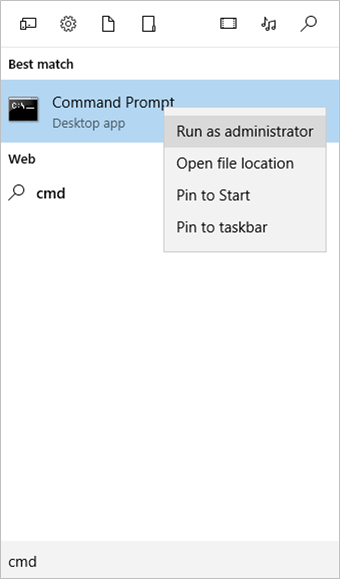 Best match
C:\_
Command Prompt
Desktop app
Run as administrator
Open file location
Pin to Start
Pin to taskbar
Web
cmd
cmd